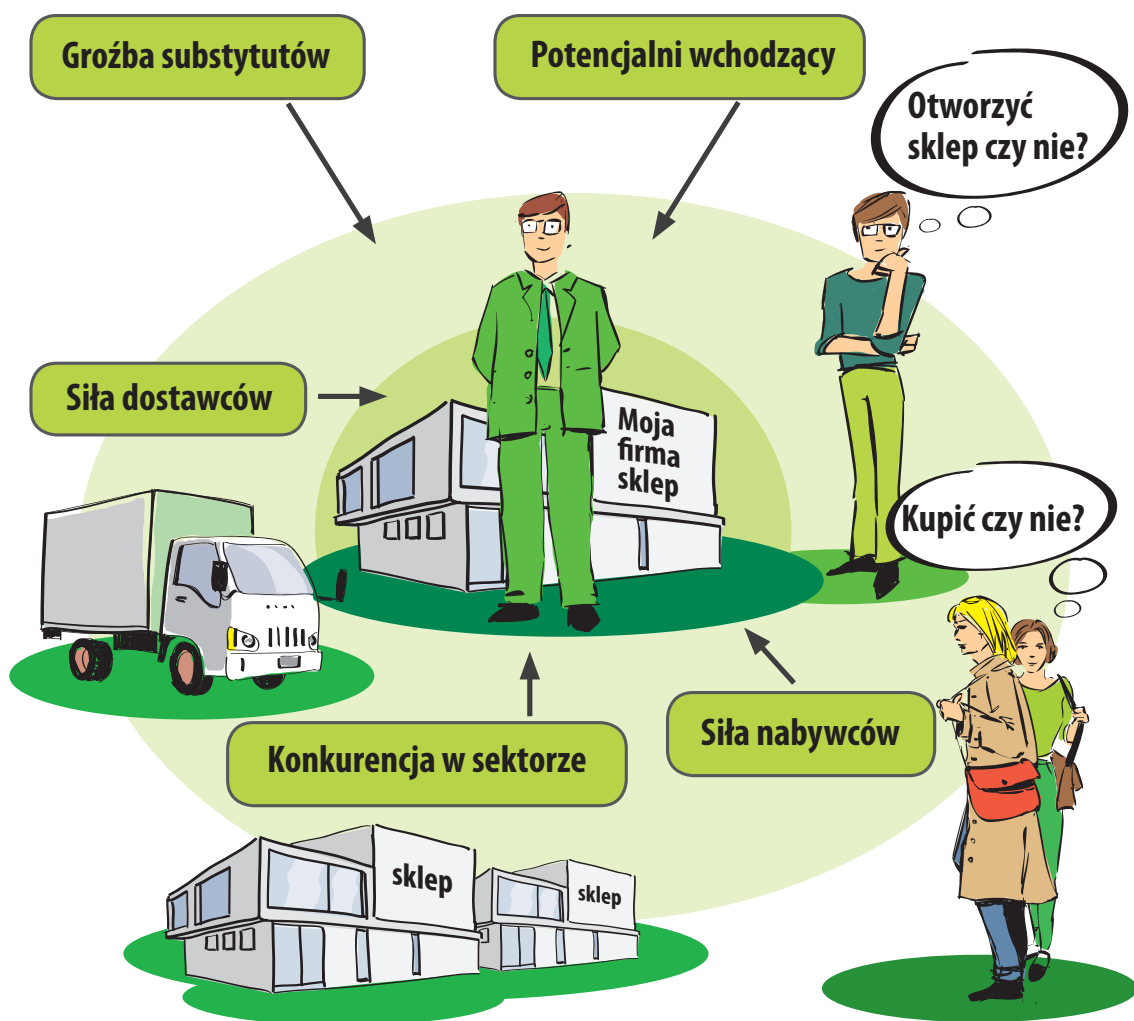 Groźba substytutów
Potencjalni wchodzący
Otworzyć
sklep czy nie?
Siła dostawców
Moja
firma
sklep
Kupić czy nie?
Siła nabywców
Konkurencja w sektorze
sklep
sklep